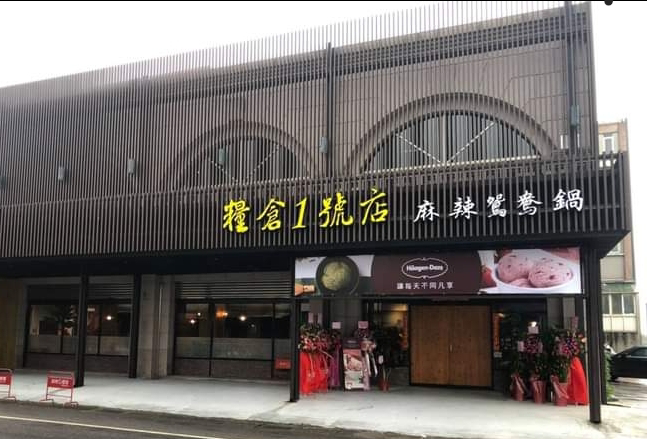 糧倉1號店 麻辣鴛鴦鍋
Häagen-Dazs
讓每天不同凡享